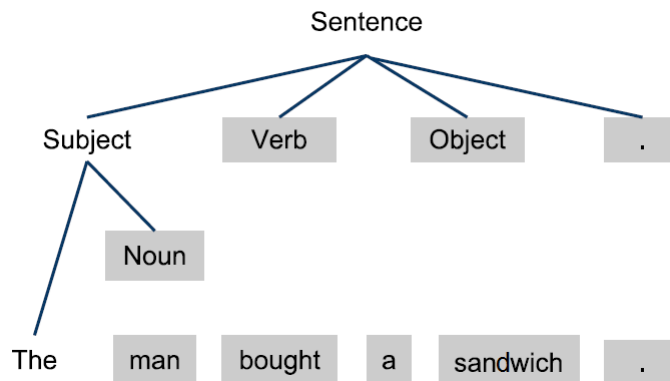 Sentence
Subject Verb Object .
Noun
The man bought a sandwich .